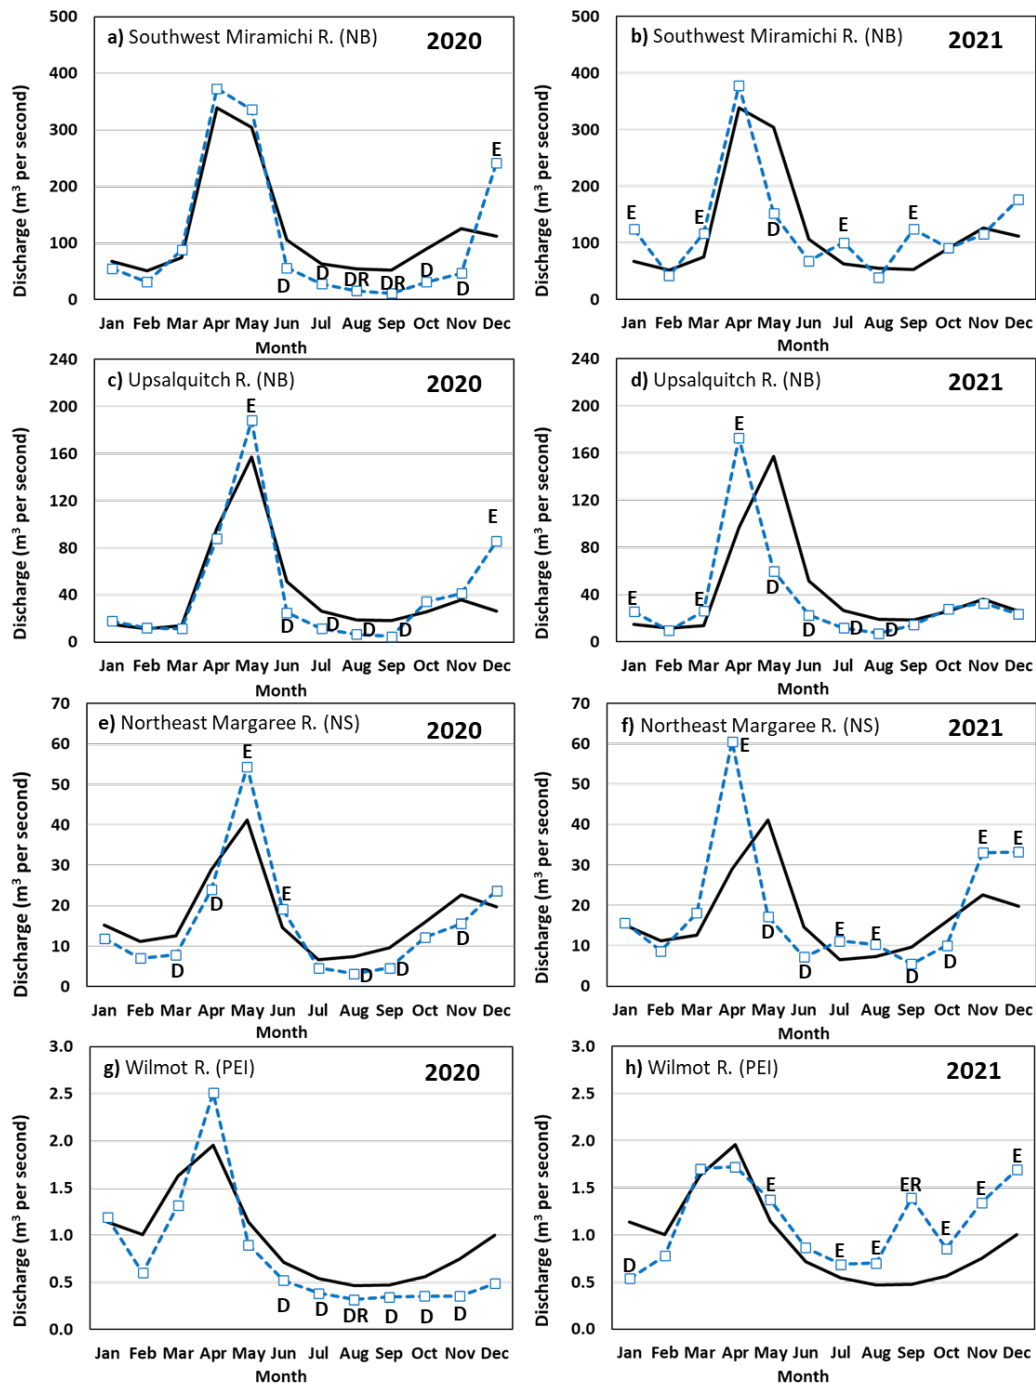 a) Southwest Miramichi R. (NB) 2020
Discharge (m³ per second)
500
400
300
200
100
0
E
D
D
DR
DR
D
D
Jan Feb Mar Apr May Jun Jul Aug Sep Oct Nov Dec
Month
b) Southwest Miramichi R. (NB) 2021
Discharge (m³ per second)
500
400
300
200
100
0
E
E
D
E
E
Jan Feb Mar Apr May Jun Jul Aug Sep Oct Nov Dec
Month
c) Upsalquitch R. (NB) 2020
Discharge (m³ per second)
240
200
160
120
80
40
0
E
D
D
D
D
E
Jan Feb Mar Apr May Jun Jul Aug Sep Oct Nov Dec
Month
d) Upsalquitch R. (NB) 2021
Discharge (m³ per second)
240
200
160
120
80
40
0
E
E
E
D
D
D
D
Jan Feb Mar Apr May Jun Jul Aug Sep Oct Nov Dec
Month
e) Northeast Margaree R. (NS) 2020
Discharge (m³ per second)
70
60
50
40
30
20
10
0
D
D
E
E
D
D
D
Jan Feb Mar Apr May Jun Jul Aug Sep Oct Nov Dec
Month
f) Northeast Margaree R. (NS) 2021
Discharge (m³ per second)
70
60
50
40
30
20
10
0
E
D
D
E
E
D
D
E
E
Jan Feb Mar Apr May Jun Jul Aug Sep Oct Nov Dec
Month
g) Wilmot R. (PEI) 2020
Discharge (m³ per second)
3.0
2.5
2.0
1.5
1.0
0.5
0.0
D
D
DR
D
D
D
Jan Feb Mar Apr May Jun Jul Aug Sep Oct Nov Dec
Month
h) Wilmot R. (PEI) 2021
Discharge (m³ per second)
3.0
2.5
2.0
1.5
1.0
0.5
0.0
D
E
E
E
ER
E
E
E
Jan Feb Mar Apr May Jun Jul Aug Sep Oct Nov Dec
Month